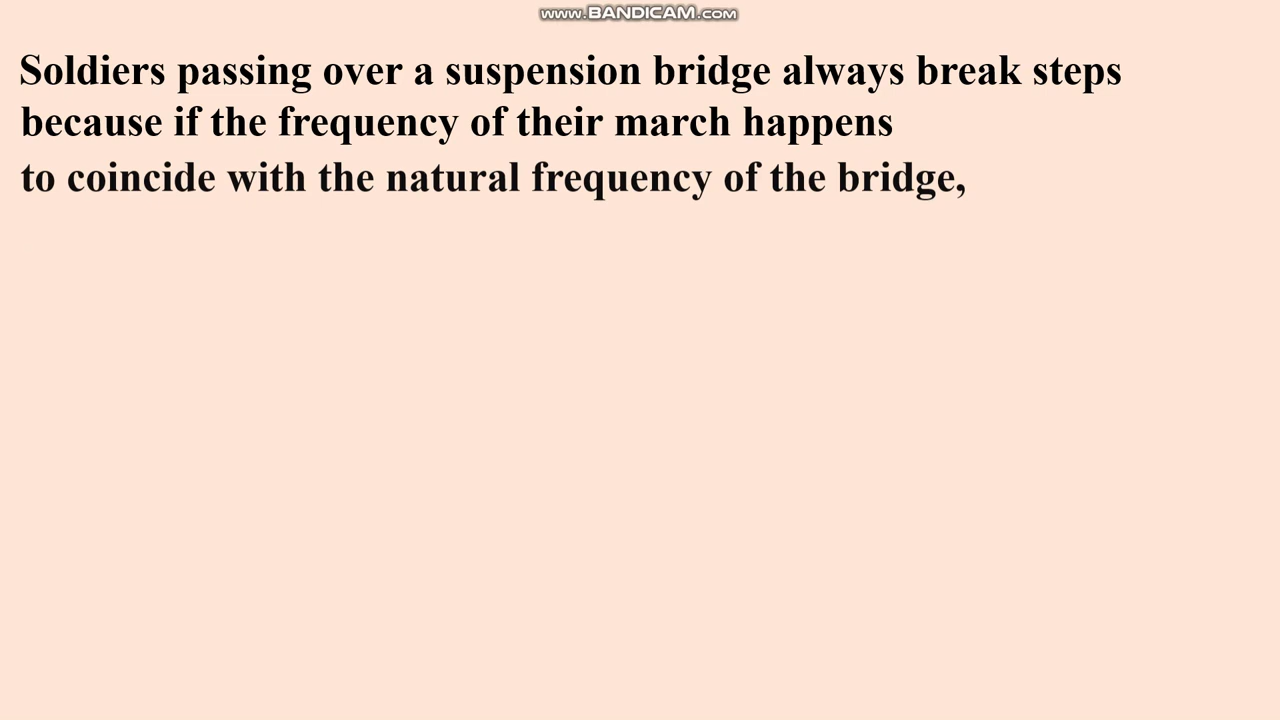 www.BANDICAM.com
Soldiers passing over a suspension bridge always break steps
because if the frequency of their march happens
to coincide with the natural frequency of the bridge,